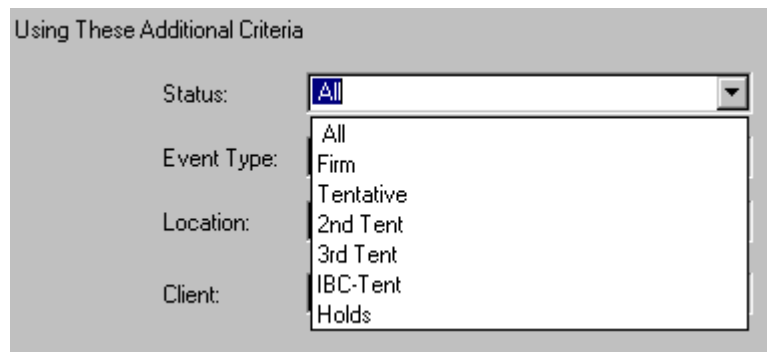 Using These Additional Criteria
Status:
All
All
Event Type:
Firm
Tentative
Location:
2nd Tent
3rd Tent
Client:
IBC-Tent
Holds